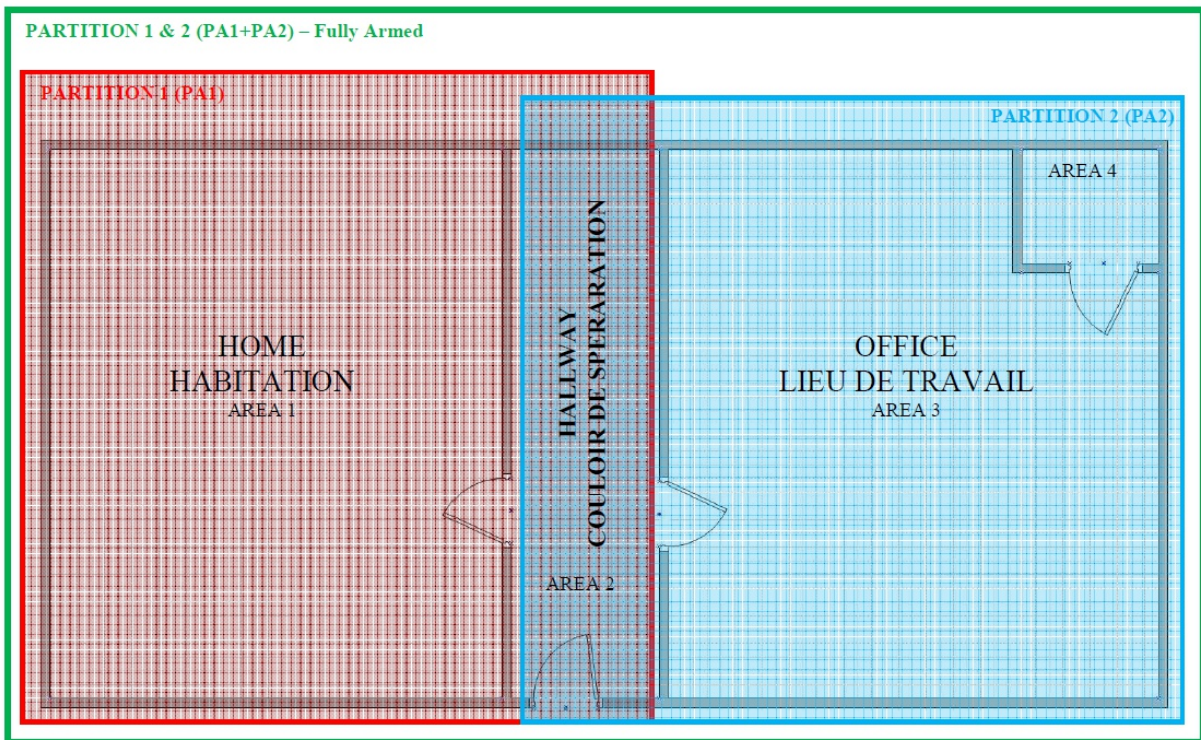 PARTITION 1 & 2 (PA1+PA2) – Fully Armed
PARTITION 1 (PA1)
PARTITION 2 (PA2)
AREA 4
HOME
HABITATION
AREA 1
HALLWAY
COULOIR DE SPERARATION
AREA 2
OFFICE
LIEU DE TRAVAIL
AREA 3